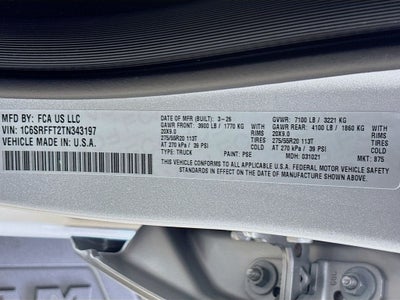 MFD BY: FCA US LLC
VIN: 1C6SRFFT2TN343197
VEHICLE MADE IN: U.S.A.
DATE OF MFR (BUILT): 3-26
GAWR FRONT: 3900 LB / 1770 KG
20X9.0 RIMS
275/55R20 113T TIRES
AT 270 kPa / 39 PSI COLD
GVWR: 7100 LB / 3221 KG
GAWR REAR: 4100 LB / 1860 KG
20X9.0 RIMS
275/55R20 113T TIRES
AT 270 kPa / 39 PSI COLD
TYPE: TRUCK PAINT: PSE MDH: 031021 MKT: 875
THIS VEHICLE CONFORMS TO ALL APPLICABLE U.S.A. FEDERAL MOTOR VEHICLE
SAFETY STANDARDS IN EFFECT ON THE DATE OF MANUFACTURE SHOWN ABOVE